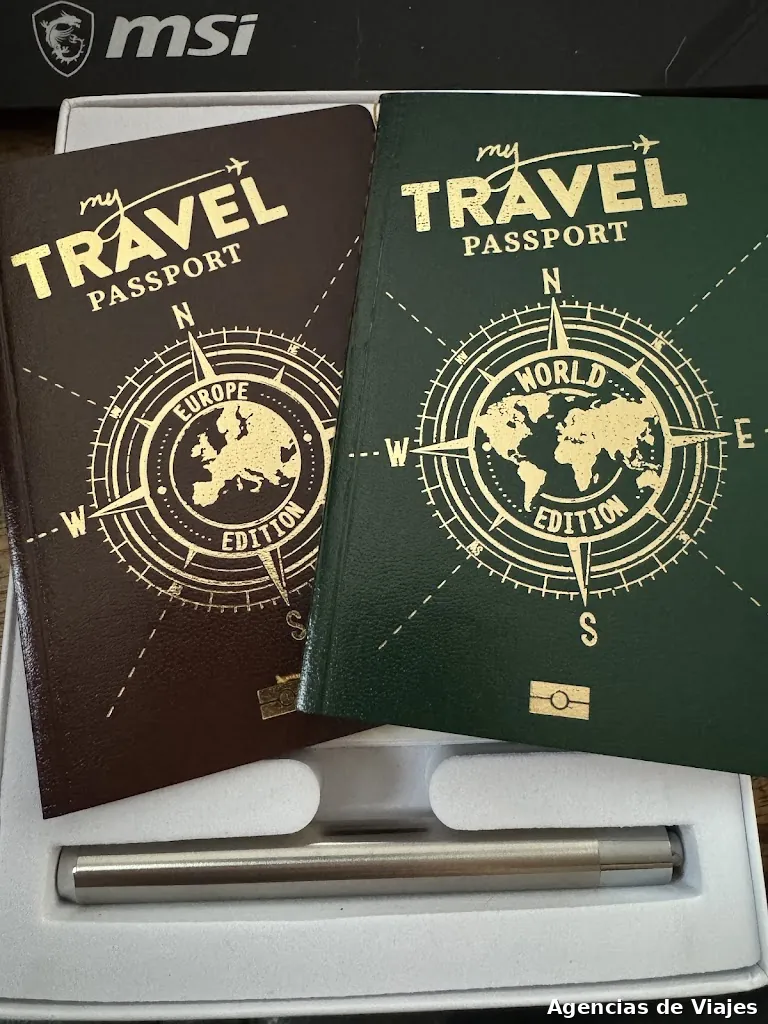 msi
my
TRAVEL
PASSPORT
N
EUROPE
W
EDITION
S
my
TRAVEL
PASSPORT
N
WORLD
W
E
EDITION
S
Agencias de Viajes